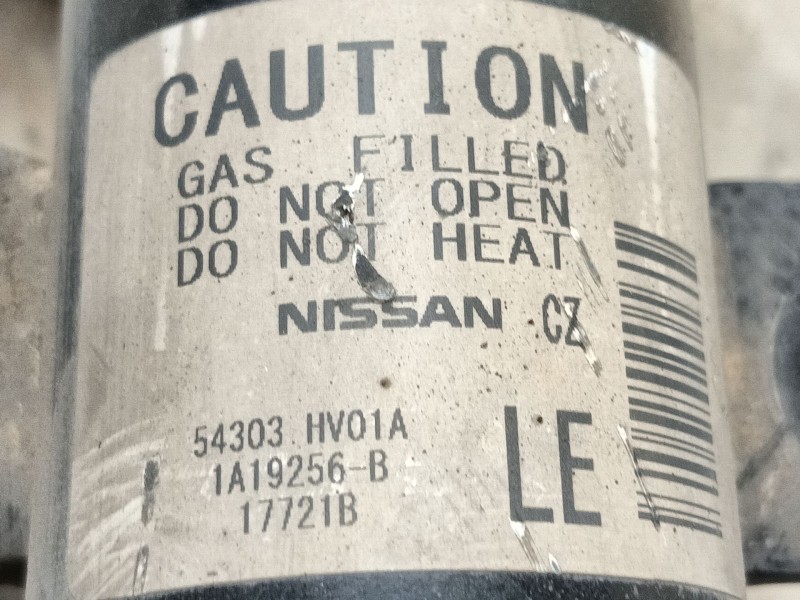 CAUTION
GAS FILLED
DO NOT OPEN
DO NOT HEAT
NISSAN CZ
54303 HV01A
1A19256-B
17721B
LE